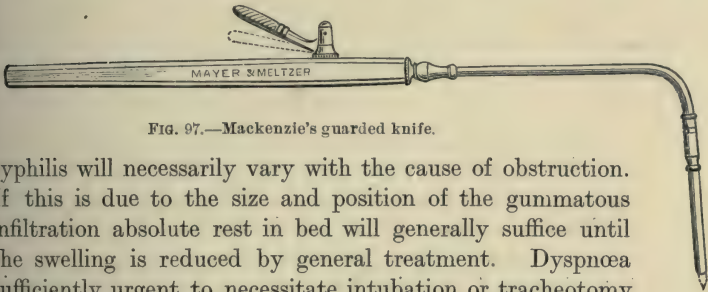 MAYER & MELTZER
FIG. 97.—Mackenzie's guarded knife.
yphilis will necessarily vary with the cause of obstruction.
f this is due to the size and position of the gummatous
nfiltration absolute rest in bed will generally suffice until
he swelling is reduced by general treatment. Dyspnœa
ufficiently urgent to necessitate intubation or tracheotomy